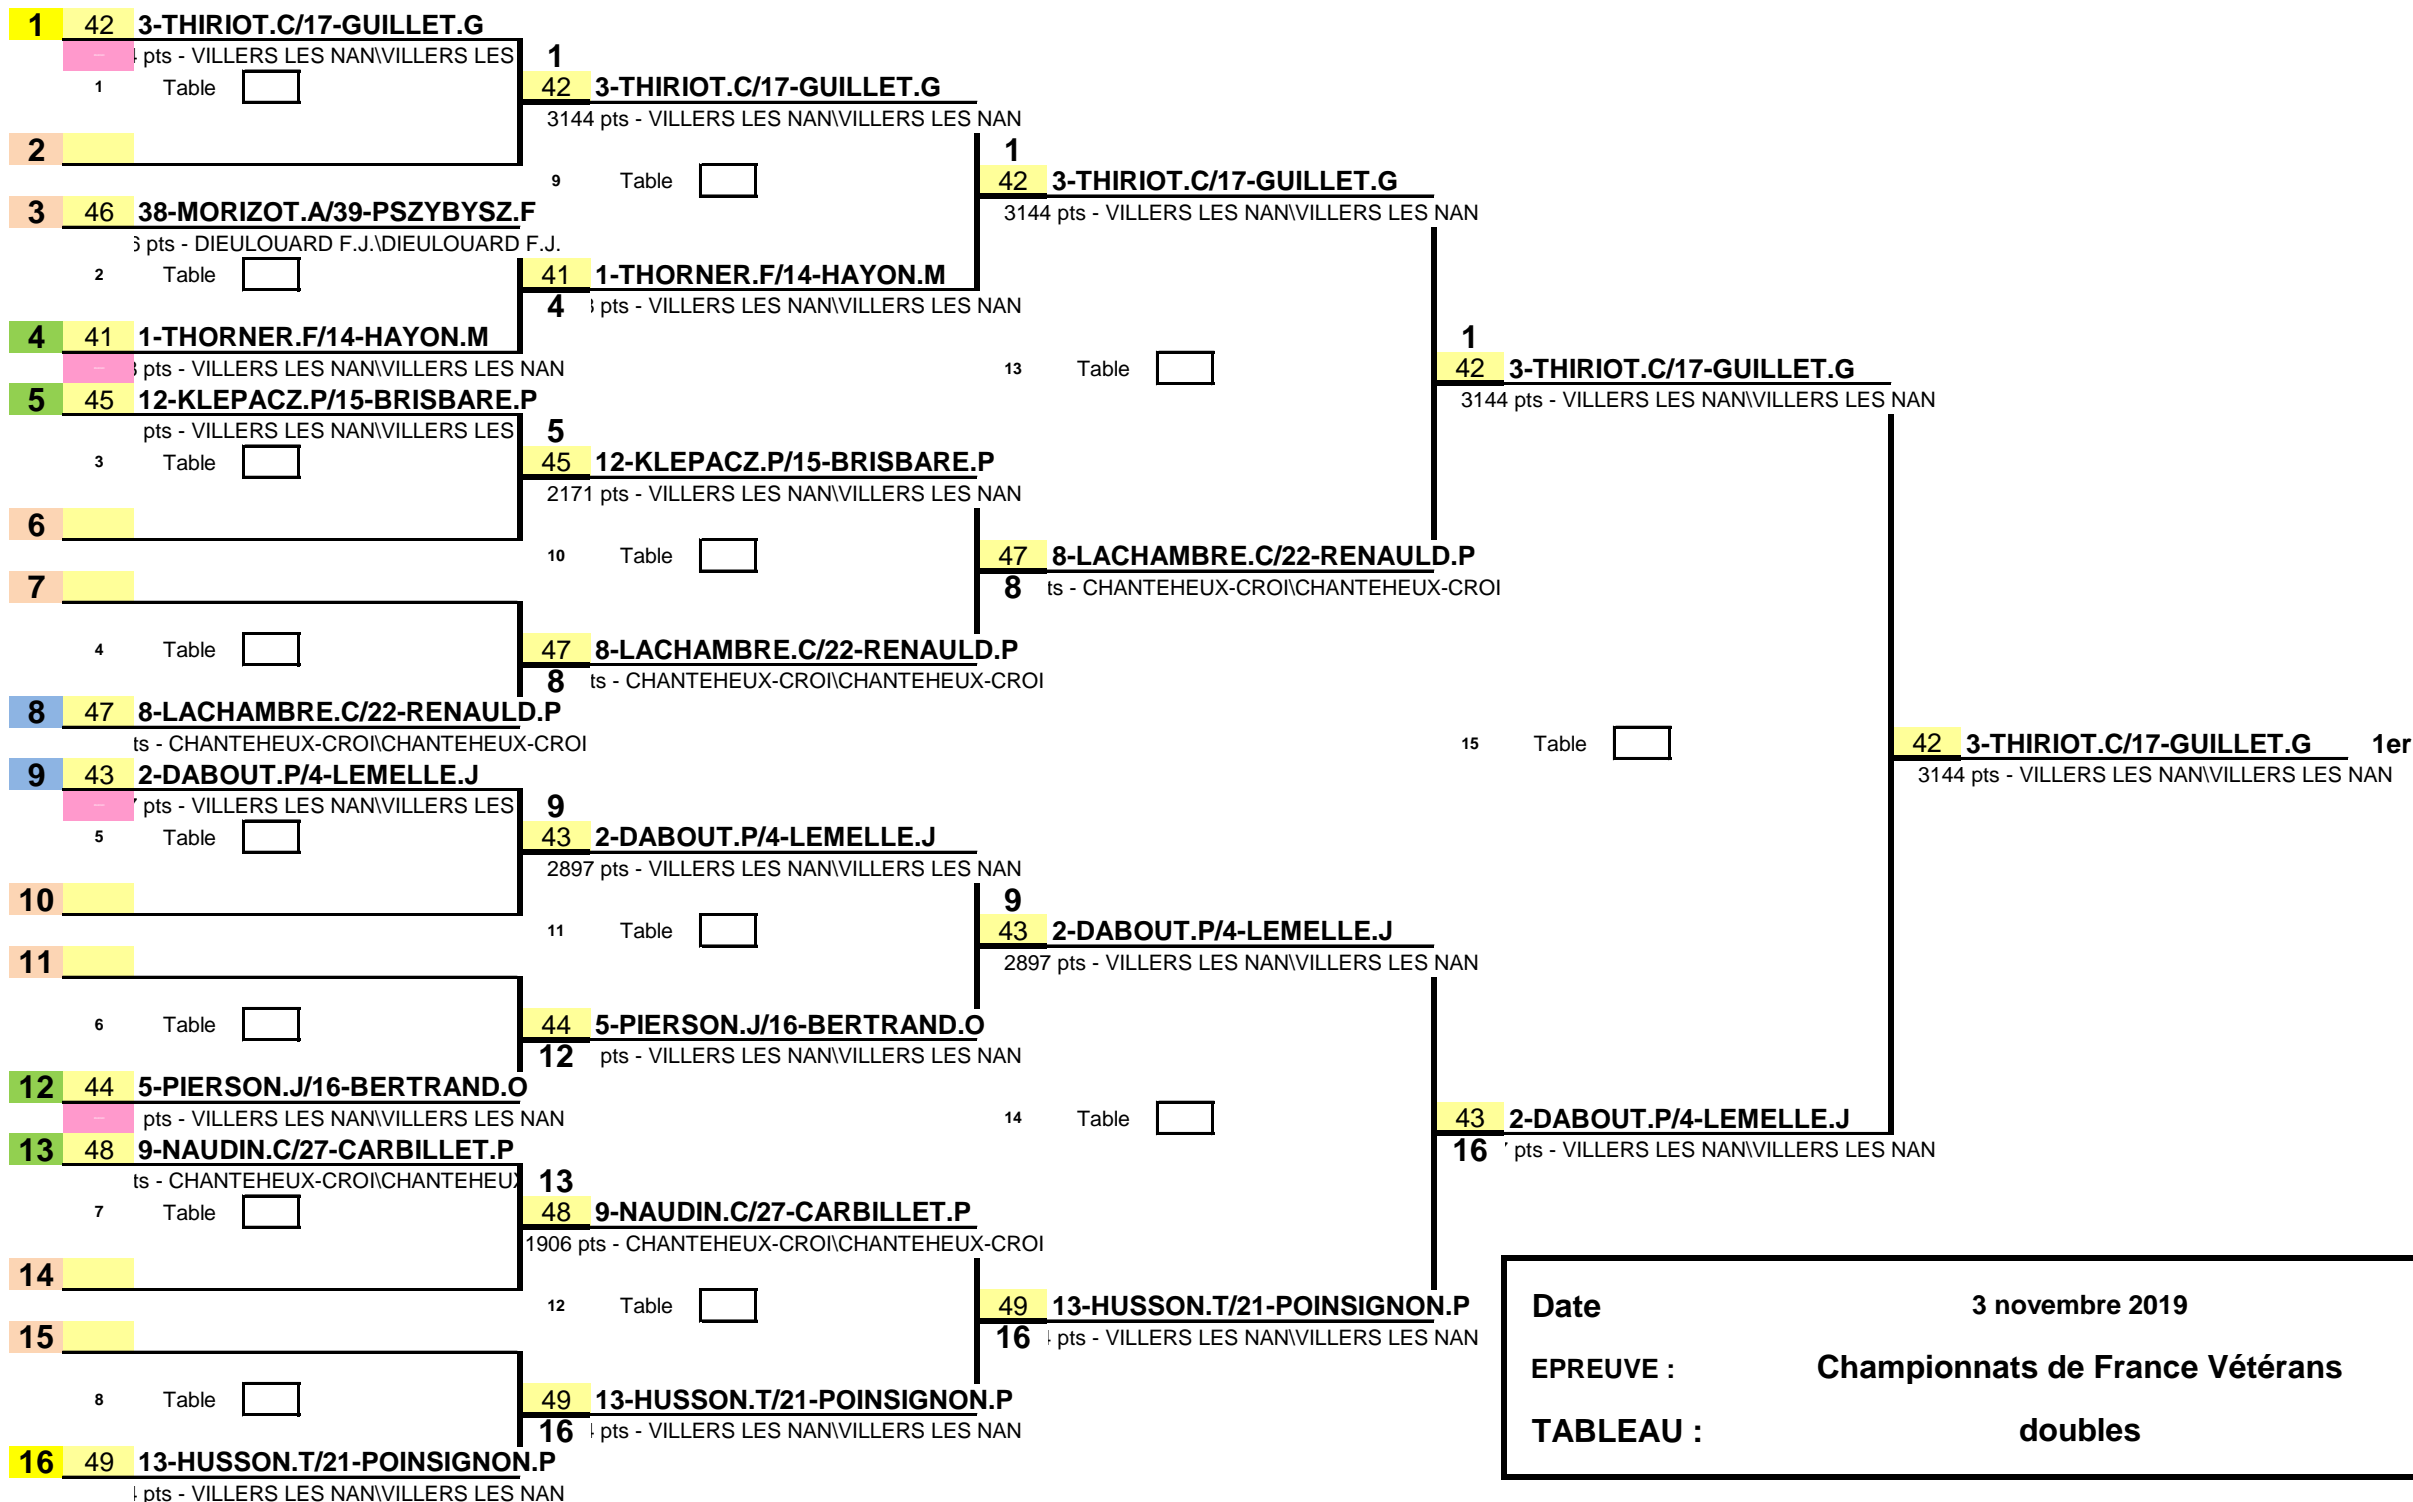 1 42 3-THIRIOT.C/17-GUILLET.G
pts - VILLERS LES NAN\VILLERS LES
1 Table
2
3 46 38-MORIZOT.A/39-PSZYBYSZ.F
pts - DIEULOUARD F.J.\DIEULOUARD F.J.
2 Table
4 41 1-THORNER.F/14-HAYON.M
pts - VILLERS LES NAN\VILLERS LES NAN
5 45 12-KLEPACZ.P/15-BRISBARE.P
pts - VILLERS LES NAN\VILLERS LES
3 Table
6
7
4 Table
8 47 8-LACHAMBRE.C/22-RENAULD.P
ts - CHANTEHEUX-CROI\CHANTEHEUX-CROI
9 43 2-DABOUT.P/4-LEMELLE.J
pts - VILLERS LES NAN\VILLERS LES
5 Table
10
11
6 Table
12 44 5-PIERSON.J/16-BERTRAND.O
pts - VILLERS LES NAN\VILLERS LES NAN
13 48 9-NAUDIN.C/27-CARBILLET.P
ts - CHANTEHEUX-CROI\CHANTEHEUX
7 Table
14
15
8 Table
16 49 13-HUSSON.T/21-POINSIGNON.P
pts - VILLERS LES NAN\VILLERS LES NAN
1
42 3-THIRIOT.C/17-GUILLET.G
3144 pts - VILLERS LES NAN\VILLERS LES NAN
9 Table
41 1-THORNER.F/14-HAYON.M
4 pts - VILLERS LES NAN\VILLERS LES NAN
5
45 12-KLEPACZ.P/15-BRISBARE.P
2171 pts - VILLERS LES NAN\VILLERS LES NAN
10 Table
47 8-LACHAMBRE.C/22-RENAULD.P
8 ts - CHANTEHEUX-CROI\CHANTEHEUX-CROI
9
43 2-DABOUT.P/4-LEMELLE.J
2897 pts - VILLERS LES NAN\VILLERS LES NAN
11 Table
44 5-PIERSON.J/16-BERTRAND.O
12 pts - VILLERS LES NAN\VILLERS LES NAN
13
48 9-NAUDIN.C/27-CARBILLET.P
1906 pts - CHANTEHEUX-CROI\CHANTEHEUX-CROI
12 Table
49 13-HUSSON.T/21-POINSIGNON.P
16 pts - VILLERS LES NAN\VILLERS LES NAN
1
42 3-THIRIOT.C/17-GUILLET.G
3144 pts - VILLERS LES NAN\VILLERS LES NAN
13 Table
47 8-LACHAMBRE.C/22-RENAULD.P
8 ts - CHANTEHEUX-CROI\CHANTEHEUX-CROI
9
43 2-DABOUT.P/4-LEMELLE.J
2897 pts - VILLERS LES NAN\VILLERS LES NAN
14 Table
49 13-HUSSON.T/21-POINSIGNON.P
16 pts - VILLERS LES NAN\VILLERS LES NAN
1
42 3-THIRIOT.C/17-GUILLET.G
3144 pts - VILLERS LES NAN\VILLERS LES NAN
15 Table
43 2-DABOUT.P/4-LEMELLE.J
16 pts - VILLERS LES NAN\VILLERS LES NAN
42 3-THIRIOT.C/17-GUILLET.G 1er
3144 pts - VILLERS LES NAN\VILLERS LES NAN
Date 3 novembre 2019
EPREUVE : Championnats de France Vétérans
TABLEAU : doubles